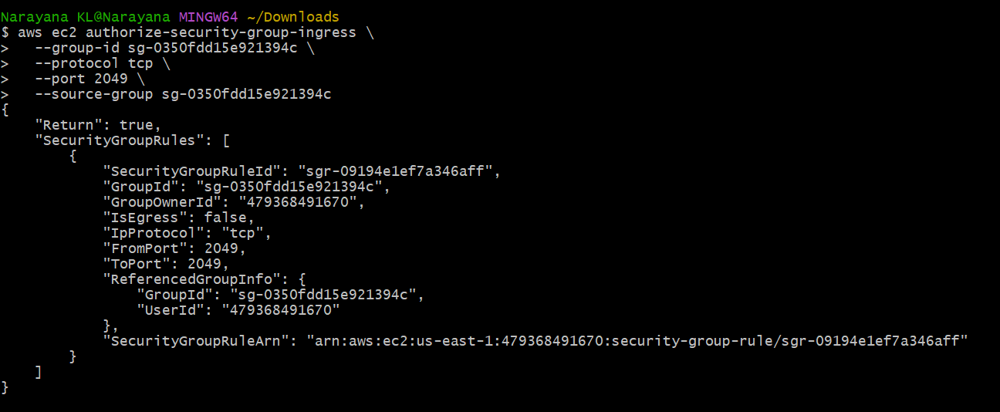 Narayana KL@Narayana MINGW64 ~/Downloads
$ aws ec2 authorize-security-group-ingress \
>   --group-id sg-0350fdd15e921394c \
>   --protocol tcp \
>   --port 2049 \
>   --source-group sg-0350fdd15e921394c
{
    "Return": true,
    "SecurityGroupRules": [
        {
            "SecurityGroupRuleId": "sgr-09194e1ef7a346aff",
            "GroupId": "sg-0350fdd15e921394c",
            "GroupOwnerId": "479368491670",
            "IsEgress": false,
            "IpProtocol": "tcp",
            "FromPort": 2049,
            "ToPort": 2049,
            "ReferencedGroupInfo": {
                "GroupId": "sg-0350fdd15e921394c",
                "UserId": "479368491670"
            },
            "SecurityGroupRuleArn": "arn:aws:ec2:us-east-1:479368491670:security-group-rule/sgr-09194e1ef7a346aff"
        }
    ]
}